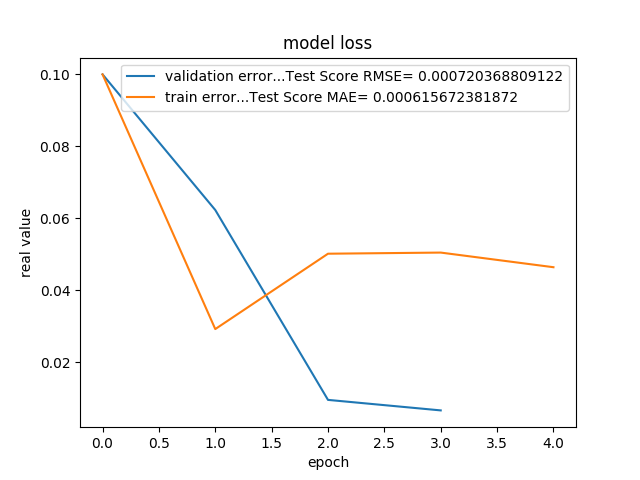 model loss
validation error...Test Score RMSE= 0.000720368809122
train error...Test Score MAE= 0.000615672381872
0.10
0.08
0.06
0.04
0.02
real value
0.0 0.5 1.0 1.5 2.0 2.5 3.0 3.5 4.0
epoch